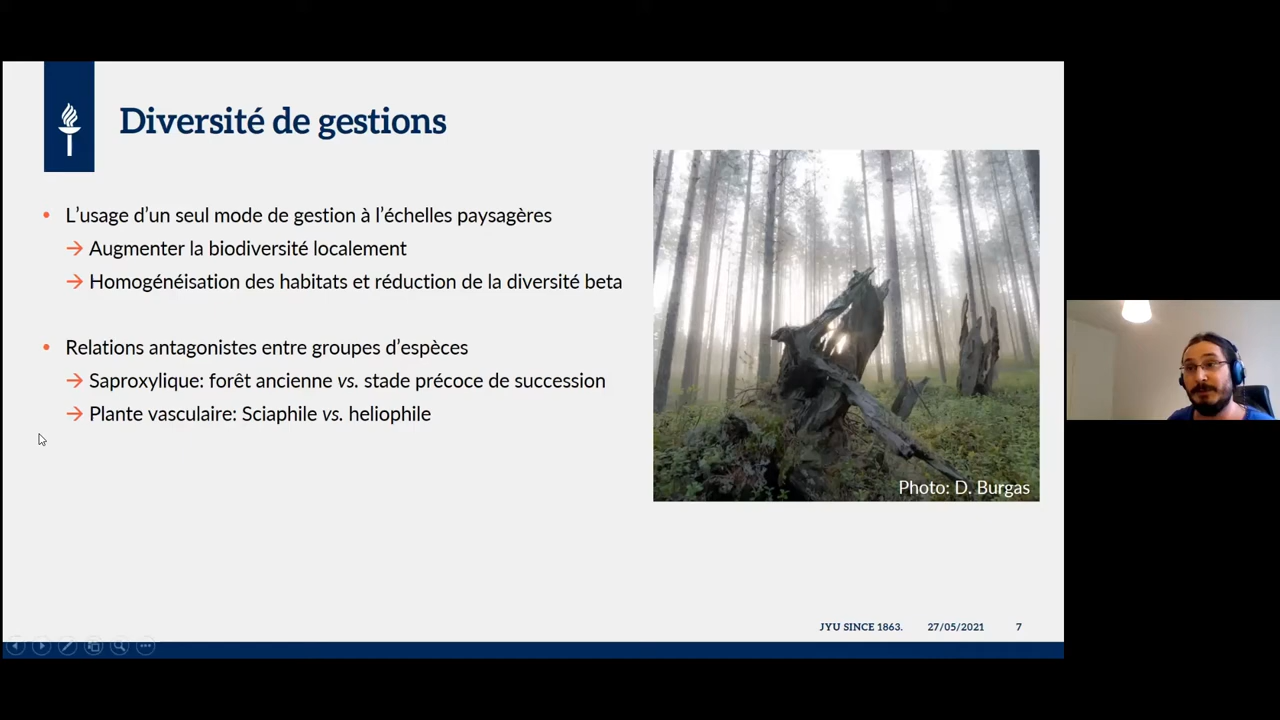 Diversité de gestions
• L'usage d'un seul mode de gestion à l'échelles paysagères
→ Augmenter la biodiversité localement
→ Homogénéisation des habitats et réduction de la diversité beta
• Relations antagonistes entre groupes d'espèces
→ Saproxylique: forêt ancienne vs. stade précoce de succession
→ Plante vasculaire: Sciaphile vs. heliophile
Photo: D. Burgas
JYU SINCE 1863. 27/05/2021 7